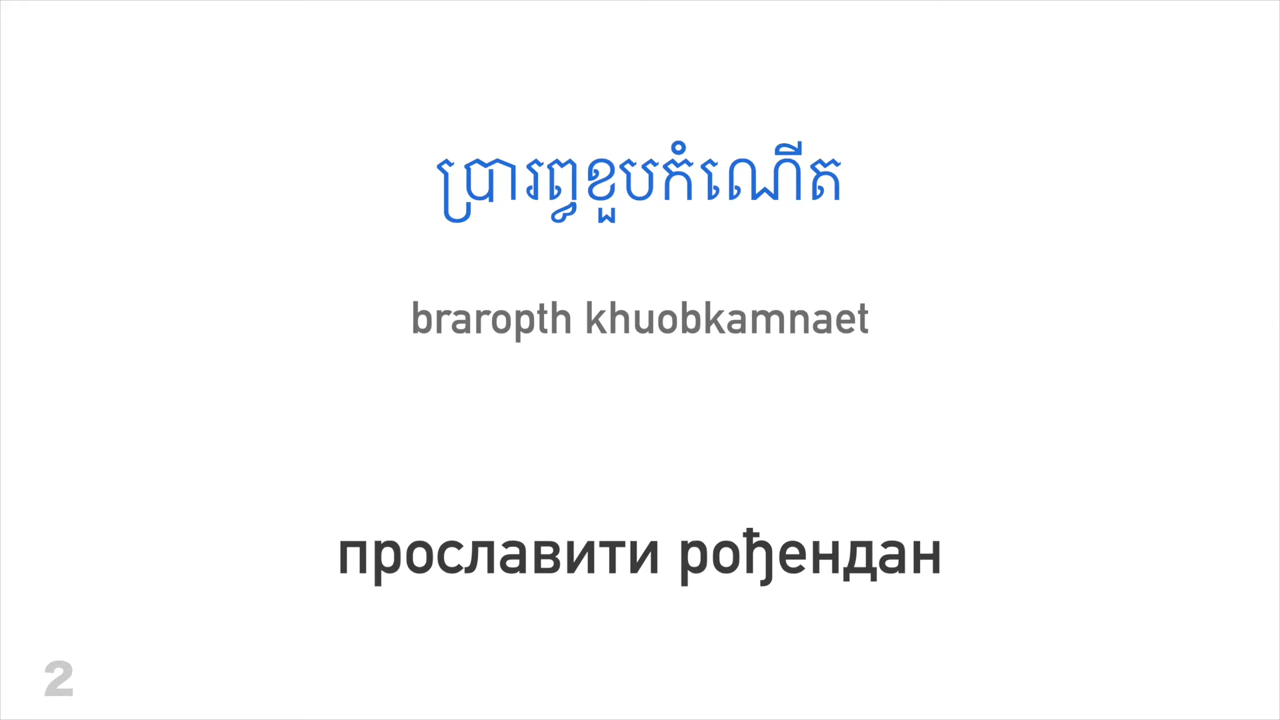 ប្រារព្ធខួបកំណើត
braropth khuobkamnaet
прославити рођендан
2